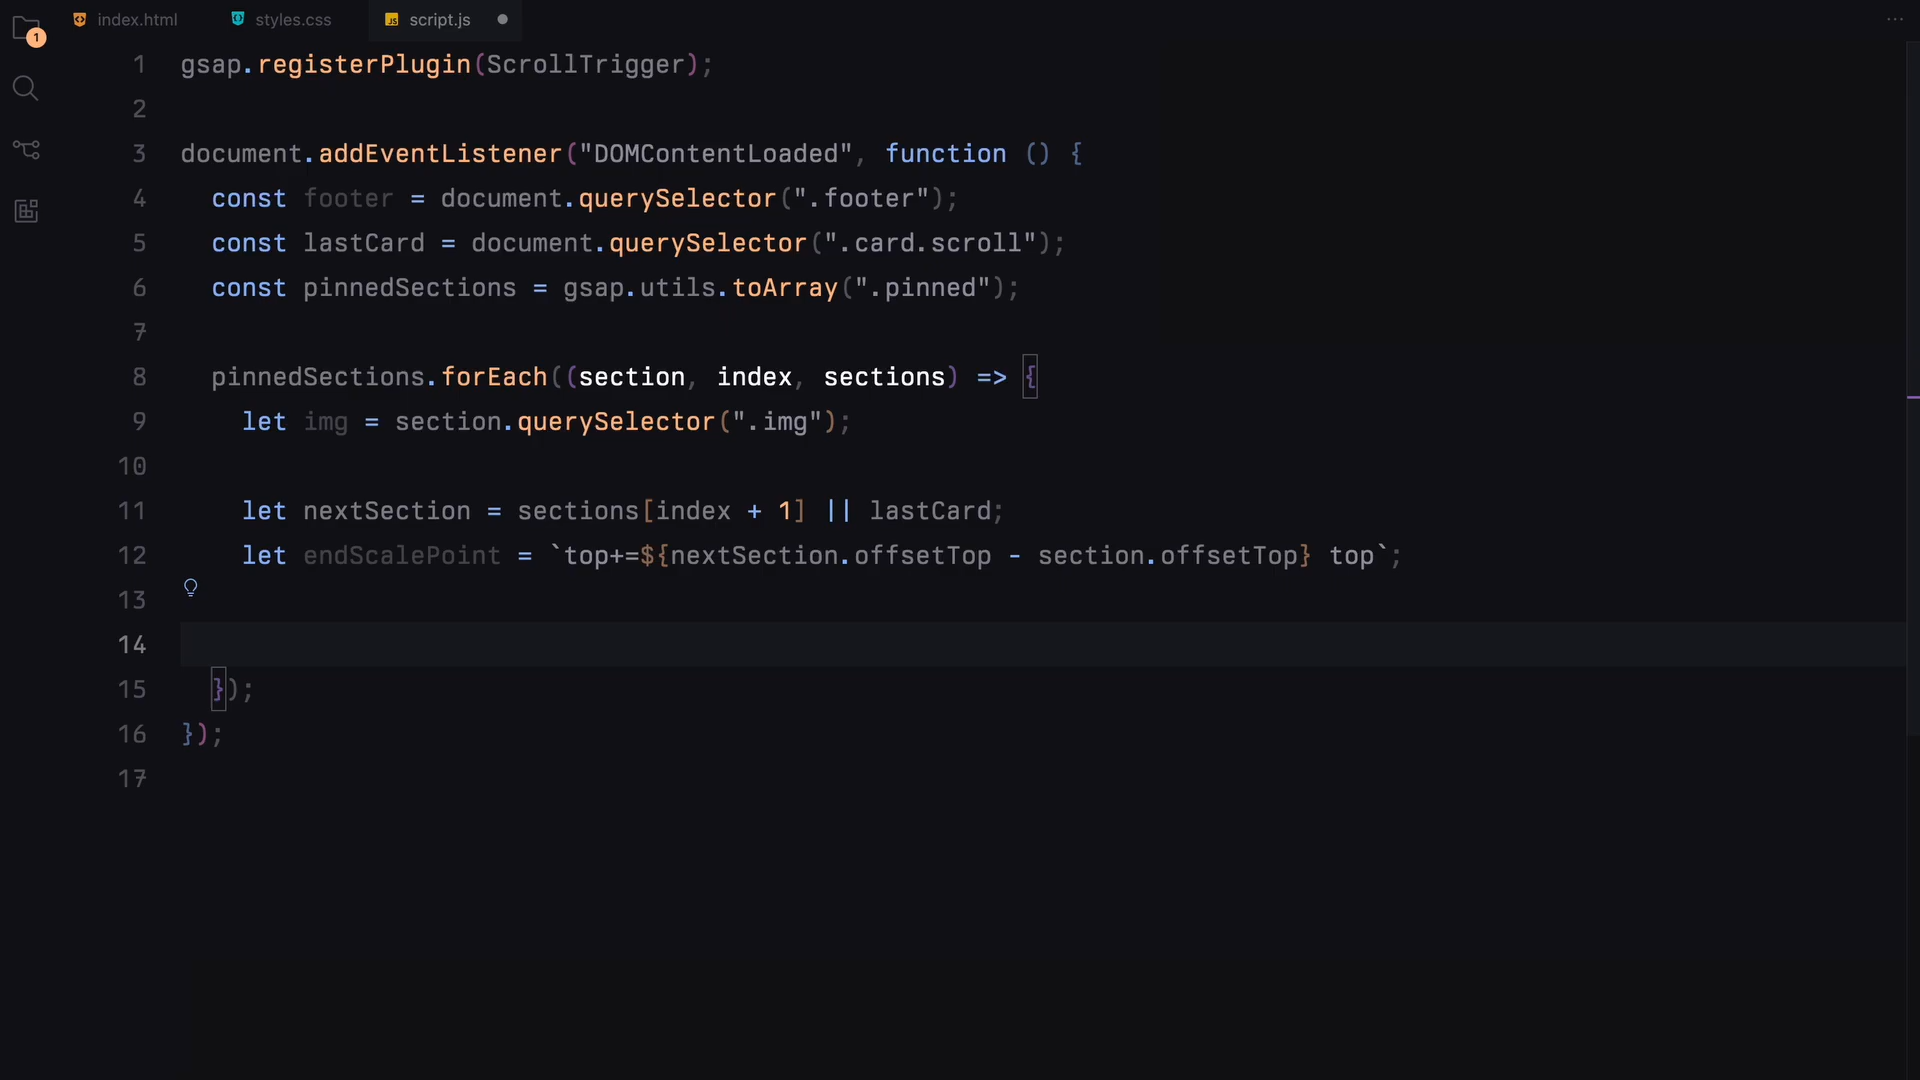 index.html styles.css script.js
1
1 gsap.registerPlugin(ScrollTrigger);
2
3 document.addEventListener("DOMContentLoaded", function () {
4 const footer = document.querySelector(".footer");
5 const lastCard = document.querySelector(".card.scroll");
6 const pinnedSections = gsap.utils.toArray(".pinned");
7
8 pinnedSections.forEach((section, index, sections) => {
9 let img = section.querySelector(".img");
10
11 let nextSection = sections[index + 1] || lastCard;
12 let endScalePoint = `top+=${nextSection.offsetTop - section.offsetTop} top`;
13
14
15 });
16 });
17